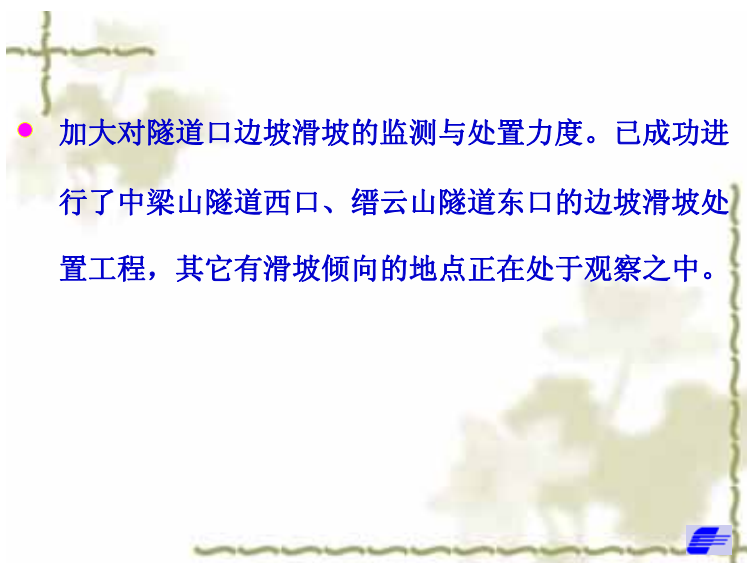 加大对隧道口边坡滑坡的监测与处置力度。已成功进
行了中梁山隧道西口、缙云山隧道东口的边坡滑坡处
置工程，其它有滑坡倾向的地点正在处于观察之中。